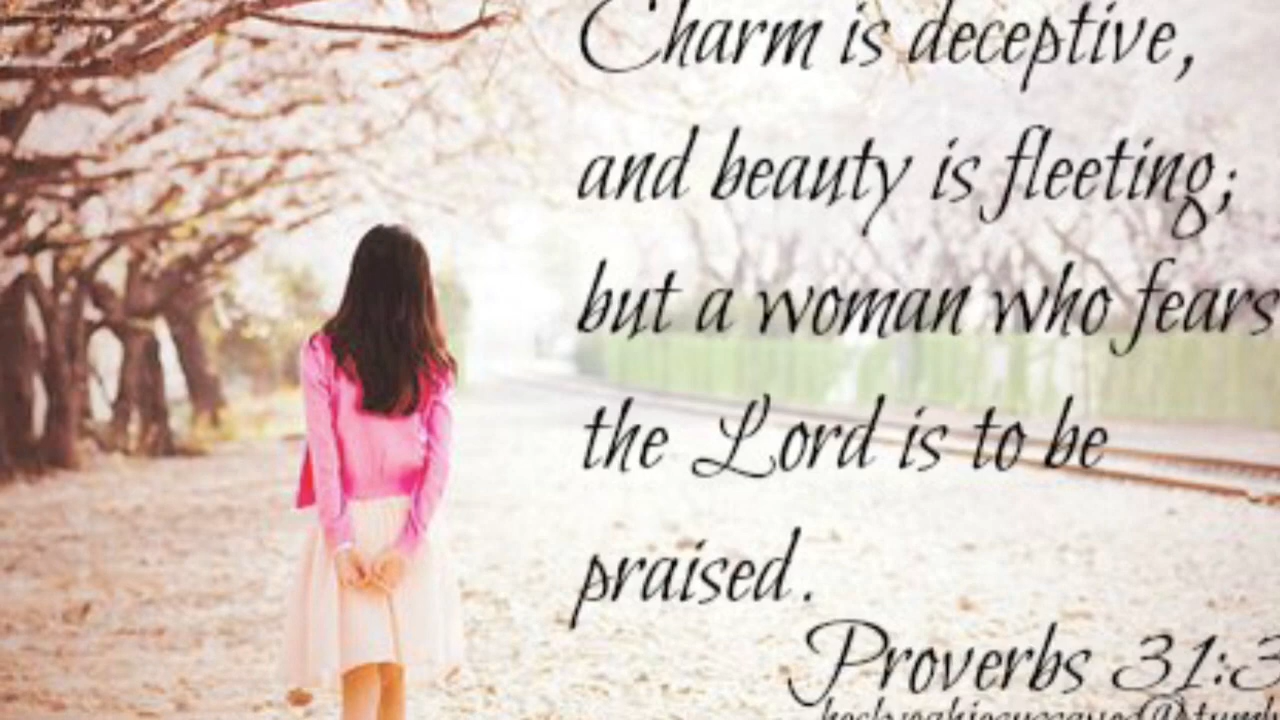 Charm is deceptive,
and beauty is fleeting;
but a woman who fears
the Lord is to be
praised.
Proverbs 31:3